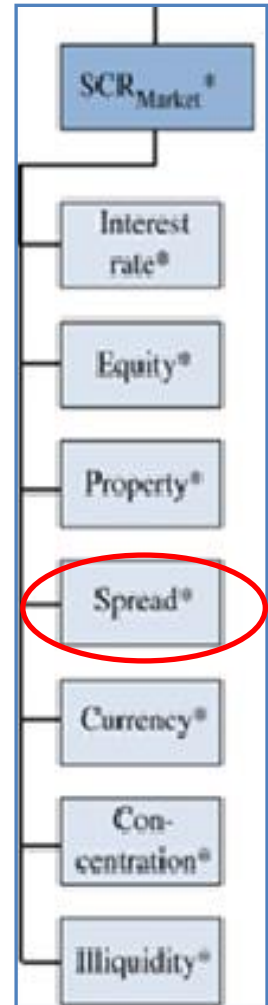 SCRMarket*
Interest
rate*
Equity*
Property*
Spread*
Currency*
Con-
centration*
Illiquidity*